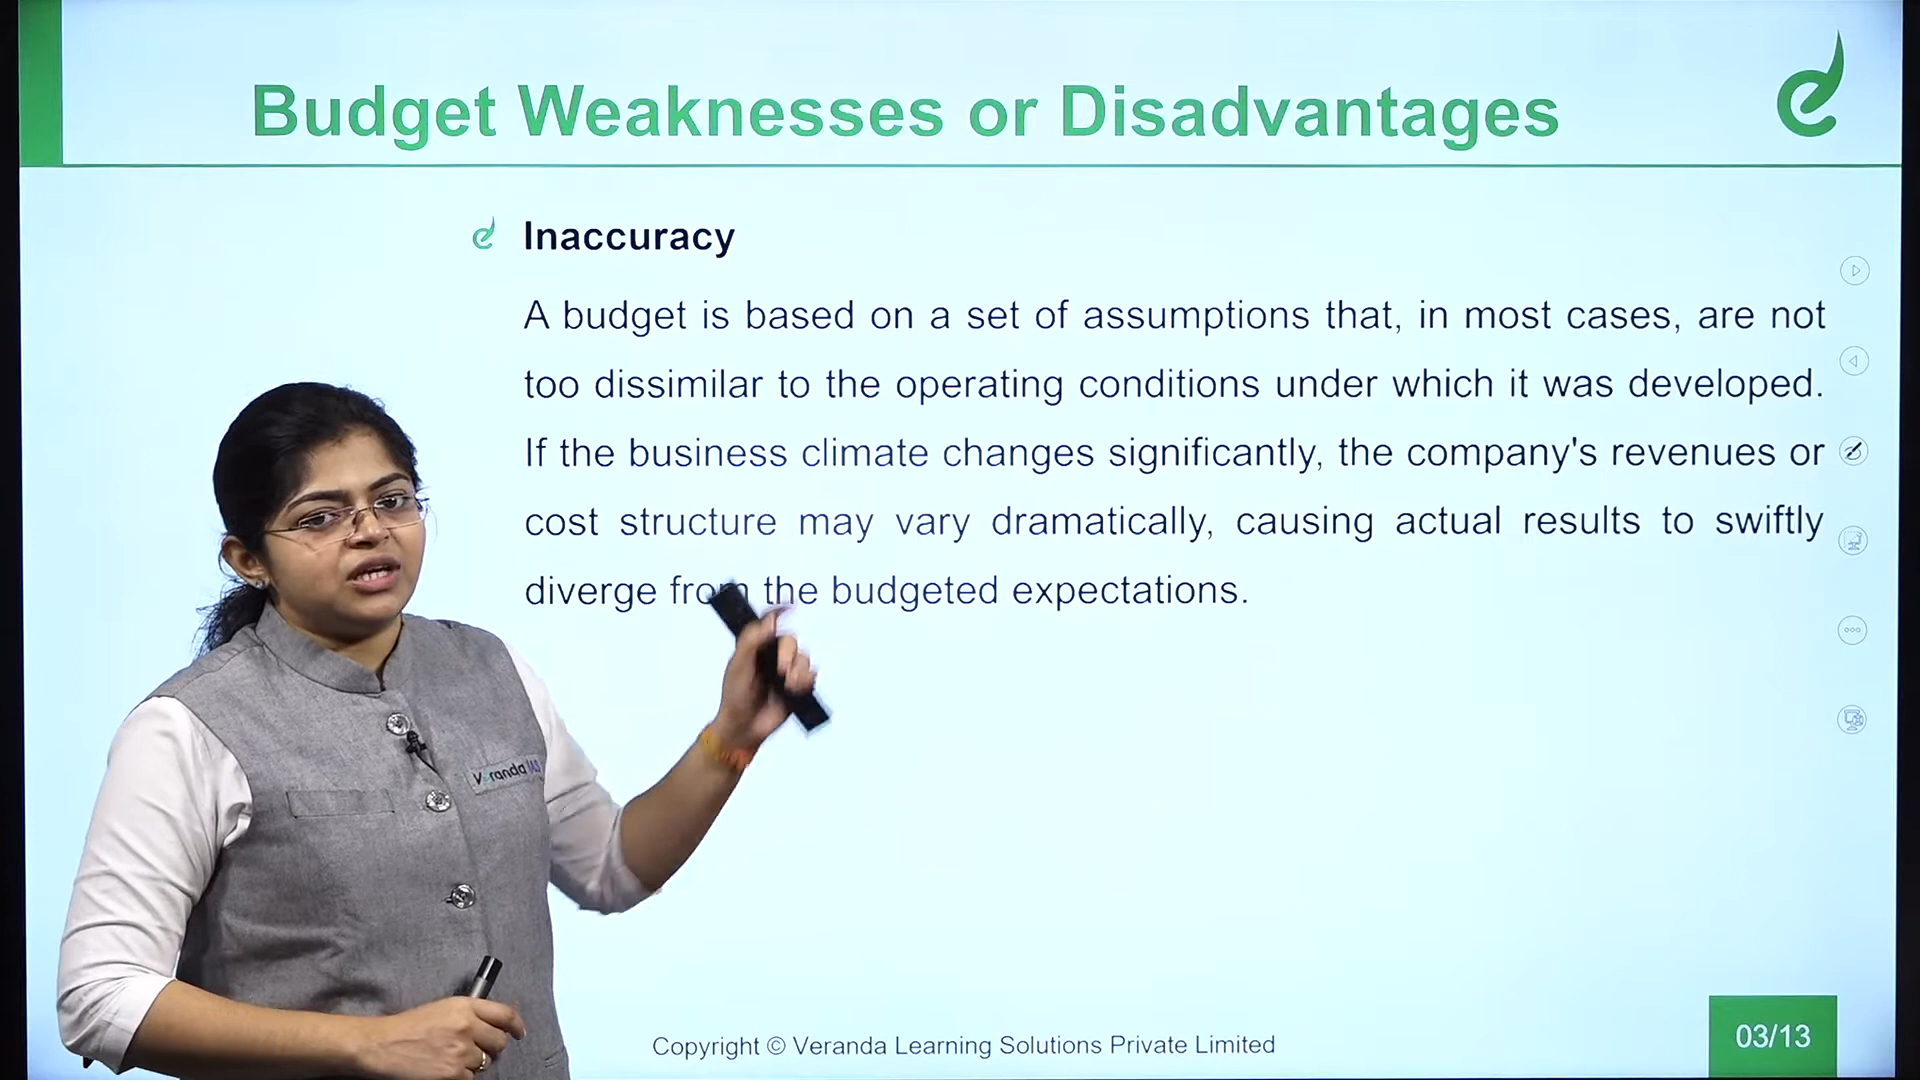 Budget Weaknesses or Disadvantages
Inaccuracy
A budget is based on a set of assumptions that, in most cases, are not
too dissimilar to the operating conditions under which it was developed.
If the business climate changes significantly, the company's revenues or
cost structure may vary dramatically, causing actual results to swiftly
diverge from the budgeted expectations.
Veranda IAS
Copyright © Veranda Learning Solutions Private Limited
03/13